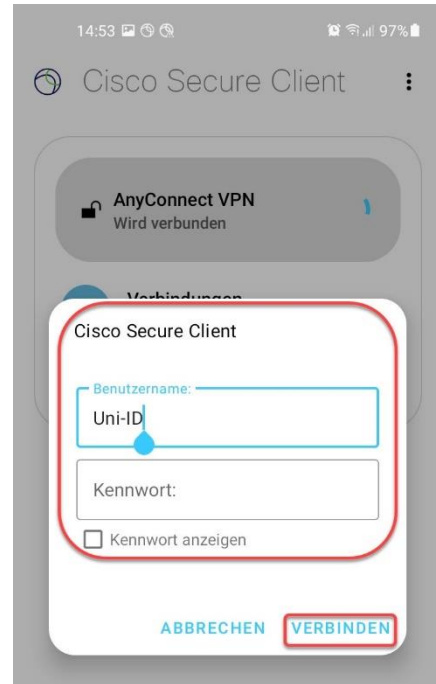 14:53 97%
Cisco Secure Client
AnyConnect VPN
Wird verbunden
Verbindungen
Cisco Secure Client
Benutzername:
Uni-ID
Kennwort:
Kennwort anzeigen
ABBRECHEN VERBINDEN